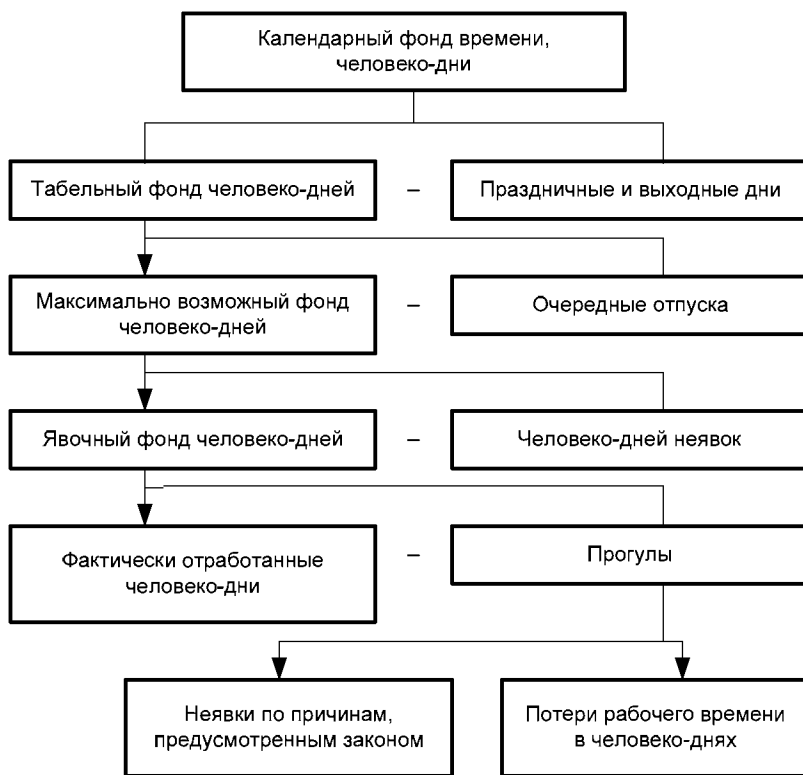 Календарный фонд времени,
человеко-дни
Табельный фонд человеко-дней
–
Праздничные и выходные дни
Максимально возможный фонд
человеко-дней
–
Очередные отпуска
Явочный фонд человеко-дней
–
Человеко-дней неявок
Фактически отработанные
человеко-дни
–
Прогулы
Неявки по причинам,
предусмотренным законом
Потери рабочего времени
в человеко-днях